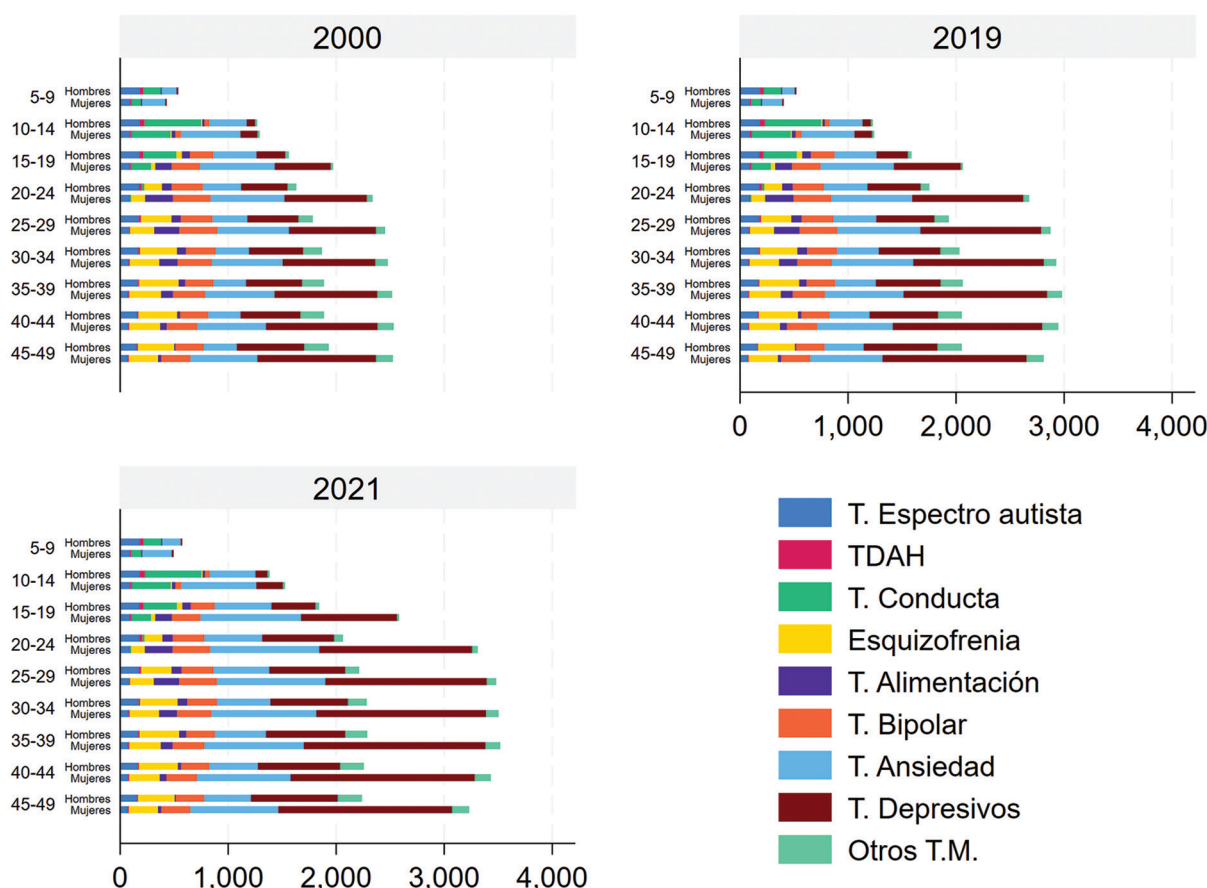 2000
5-9 Hombres
Mujeres
10-14 Hombres
Mujeres
15-19 Hombres
Mujeres
20-24 Hombres
Mujeres
25-29 Hombres
Mujeres
30-34 Hombres
Mujeres
35-39 Hombres
Mujeres
40-44 Hombres
Mujeres
45-49 Hombres
Mujeres
2019
5-9 Hombres
Mujeres
10-14 Hombres
Mujeres
15-19 Hombres
Mujeres
20-24 Hombres
Mujeres
25-29 Hombres
Mujeres
30-34 Hombres
Mujeres
35-39 Hombres
Mujeres
40-44 Hombres
Mujeres
45-49 Hombres
Mujeres
0 1,000 2,000 3,000 4,000
2021
5-9 Hombres
Mujeres
10-14 Hombres
Mujeres
15-19 Hombres
Mujeres
20-24 Hombres
Mujeres
25-29 Hombres
Mujeres
30-34 Hombres
Mujeres
35-39 Hombres
Mujeres
40-44 Hombres
Mujeres
45-49 Hombres
Mujeres
0 1,000 2,000 3,000 4,000
T. Espectro autista
TDAH
T. Conducta
Esquizofrenia
T. Alimentación
T. Bipolar
T. Ansiedad
T. Depresivos
Otros T.M.